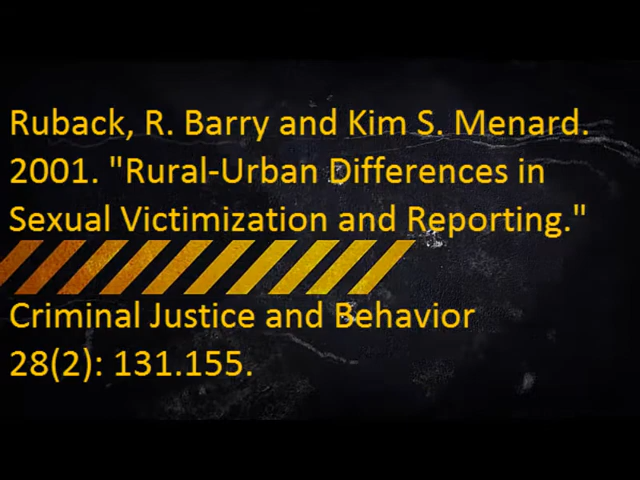 Ruback, R. Barry and Kim S. Menard.
2001. "Rural-Urban Differences in
Sexual Victimization and Reporting."
Criminal Justice and Behavior
28(2): 131.155.